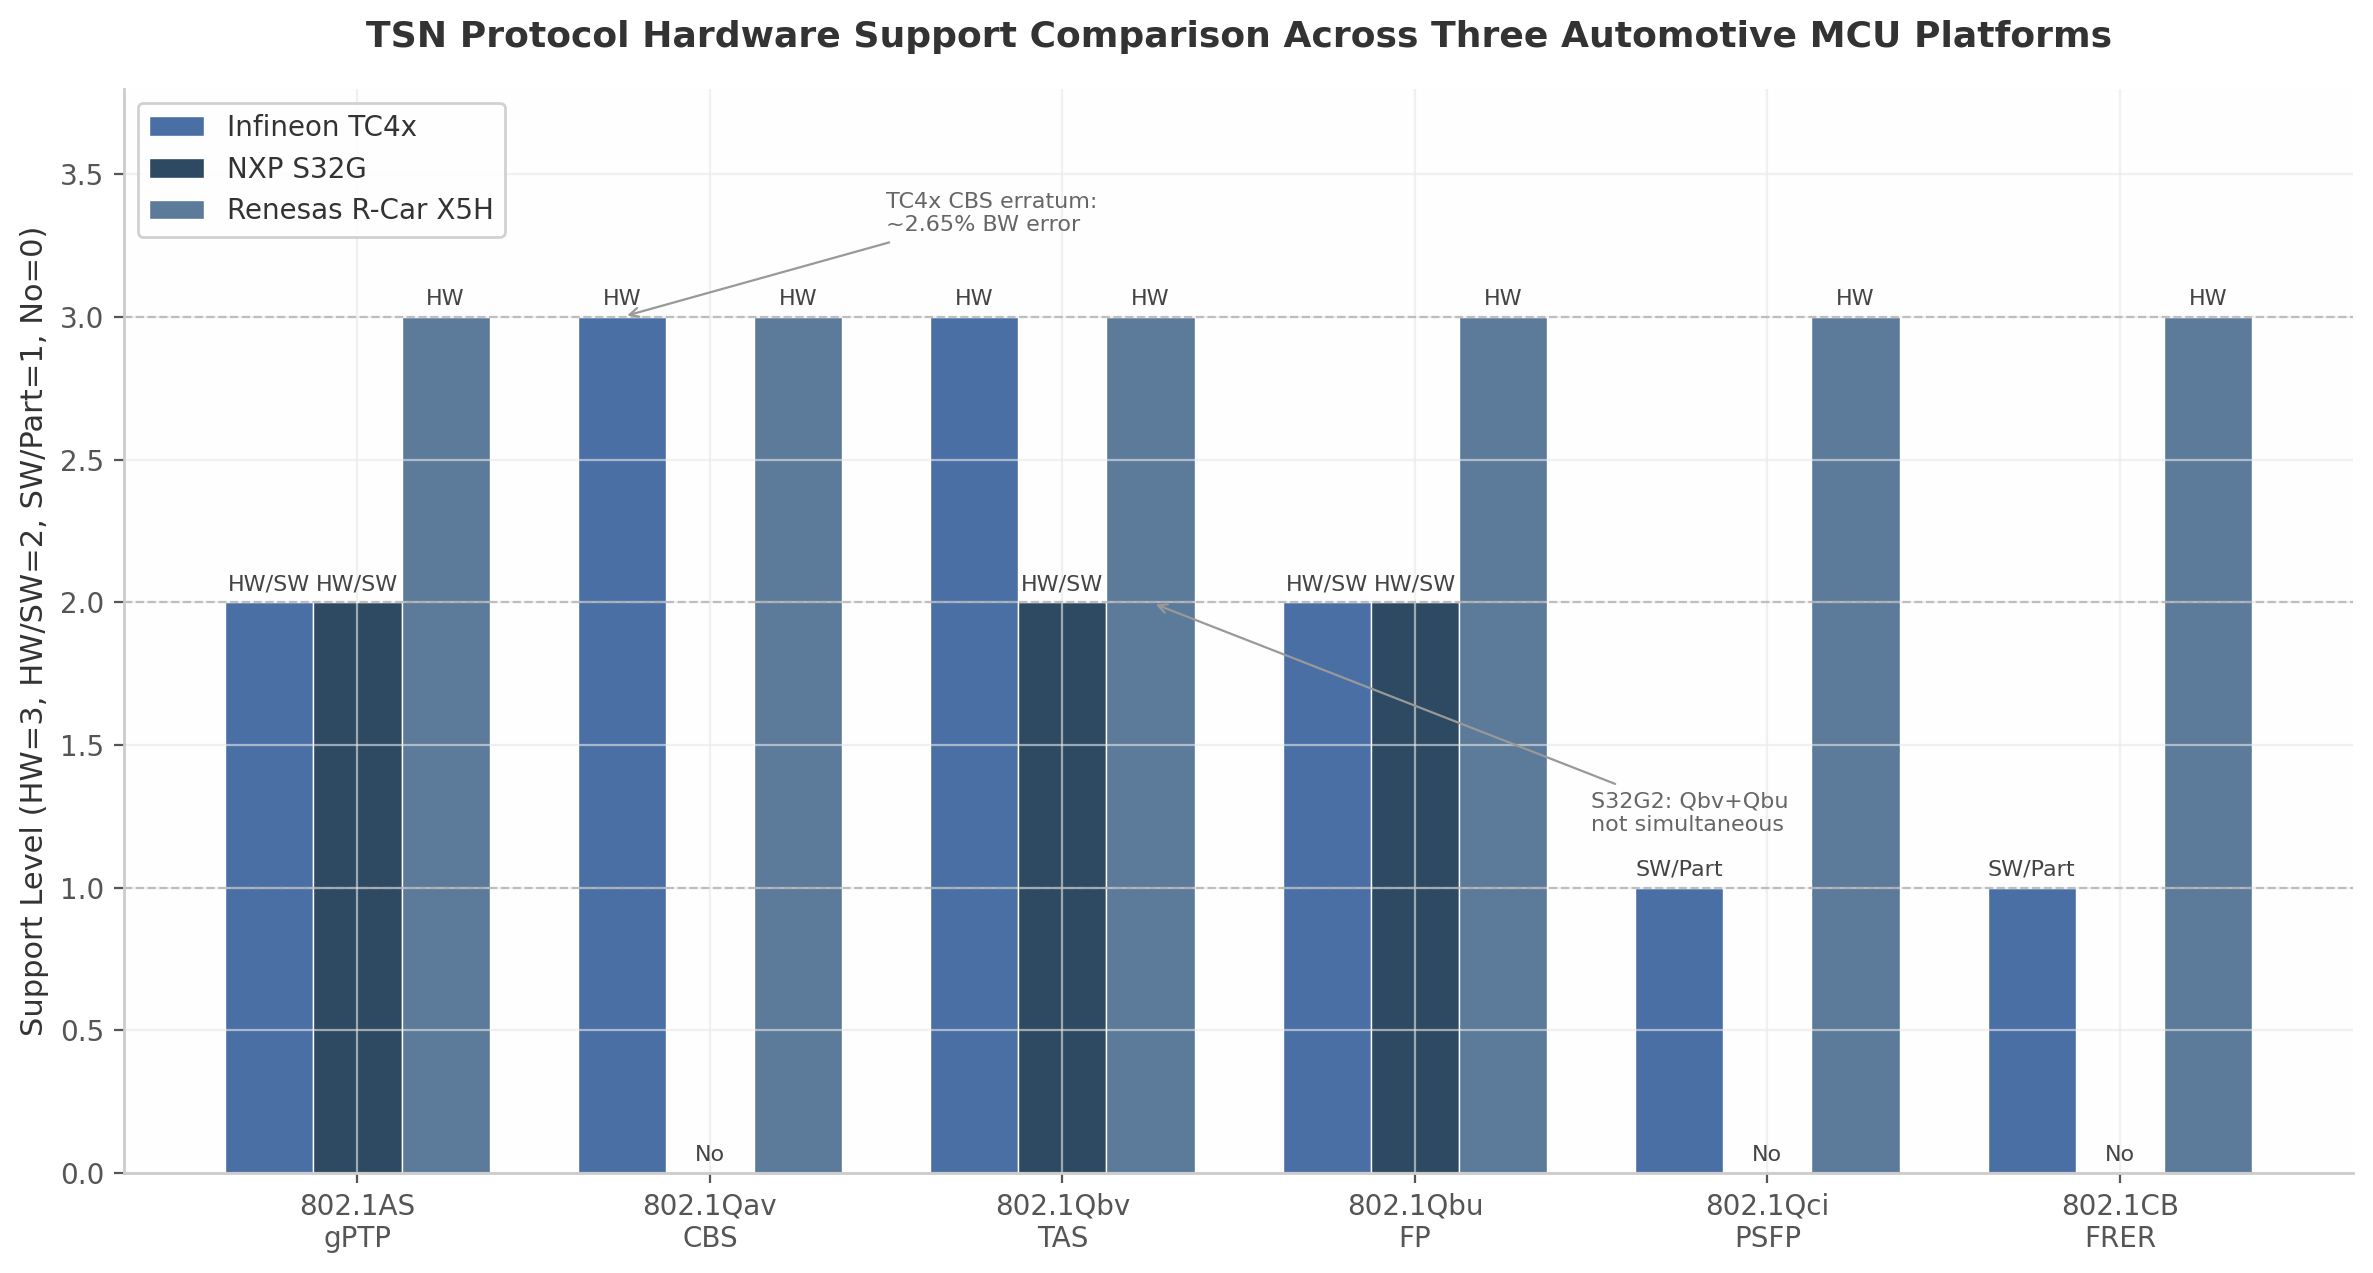 TSN Protocol Hardware Support Comparison Across Three Automotive MCU Platforms
Infineon TC4x
NXP S32G
Renesas R-Car X5H
Support Level (HW=3, HW/SW=2, SW/Part=1, No=0)
3.5
3.0
2.5
2.0
1.5
1.0
0.5
0.0
TC4x CBS erratum:
~2.65% BW error
HW HW HW HW HW HW HW HW
HW/SW HW/SW HW/SW HW/SW HW/SW
S32G2: Qbv+Qbu
not simultaneous
SW/Part SW/Part
No No No
802.1AS
gPTP
802.1Qav
CBS
802.1Qbv
TAS
802.1Qbu
FP
802.1Qci
PSFP
802.1CB
FRER